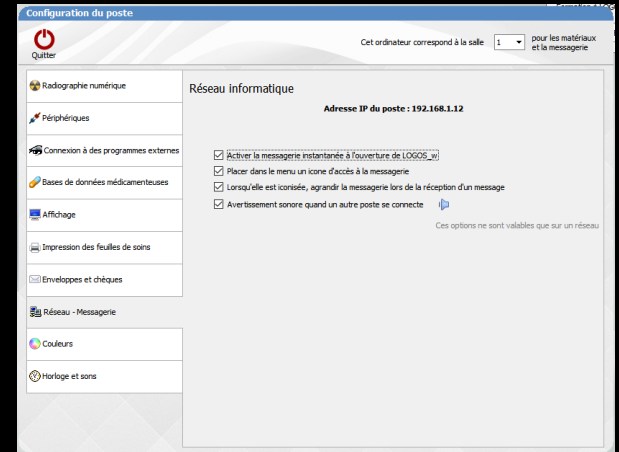 Configuration du poste
Quitter
Cet ordinateur correspond à la salle 1 pour les matériaux
et la messagerie
Radiographie numérique
Périphériques
Connexion à des programmes externes
Bases de données médicamenteuses
Affichage
Impression des feuilles de soins
Enveloppes et chèques
Réseau - Messagerie
Couleurs
Horloge et sons
Réseau informatique
Adresse IP du poste : 192.168.1.12
Activer la messagerie instantanée à l'ouverture de LOGOS_w
Placer dans le menu un icone d'accès à la messagerie
Lorsqu'elle est iconisée, agrandir la messagerie lors de la réception d'un message
Avertissement sonore quand un autre poste se connecte
Ces options ne sont valables que sur un réseau